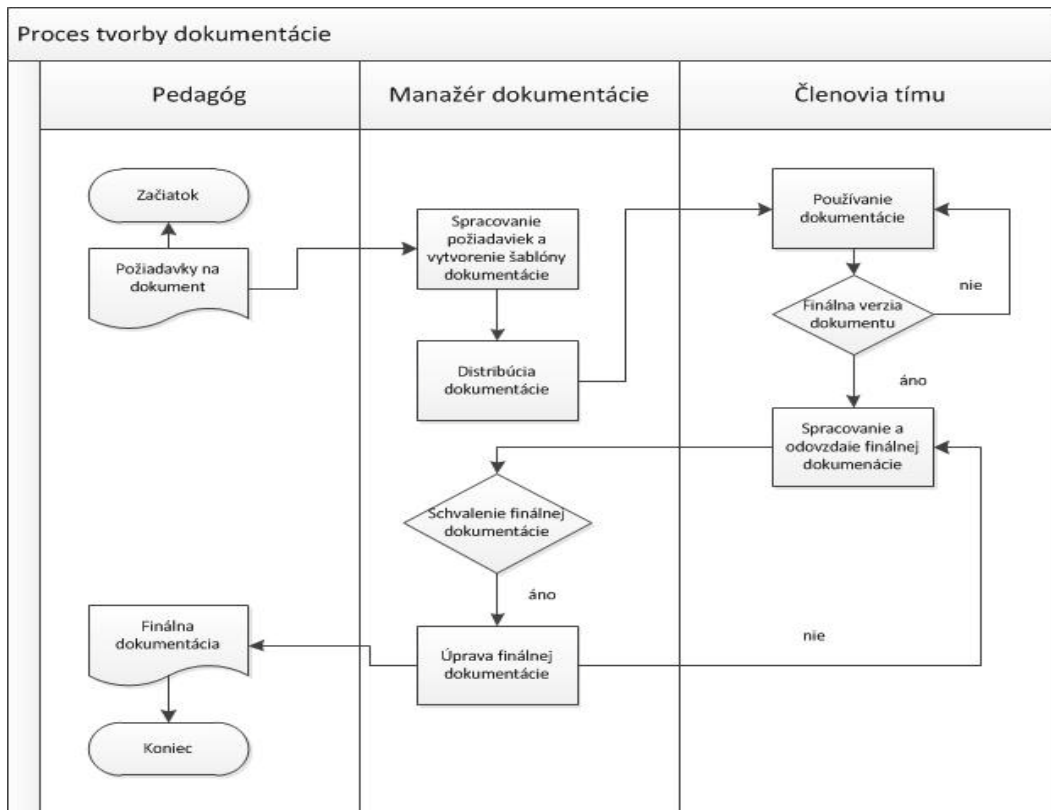 Proces tvorby dokumentácie
Pedagóg
Manažér dokumentácie
Členovia tímu
Začiatok
Požiadavky na
dokument
Spracovanie
požiadaviek a
vytvorenie šablóny
dokumentácie
Distribúcia
dokumentácie
Používanie
dokumentácie
nie
Finálna verzia
dokumentu
áno
Spracovanie a
odovzdaie finálnej
dokumenácie
Schvalenie finálnej
dokumentácie
áno
nie
Úprava finálnej
dokumentácie
Finálna
dokumentácia
Koniec